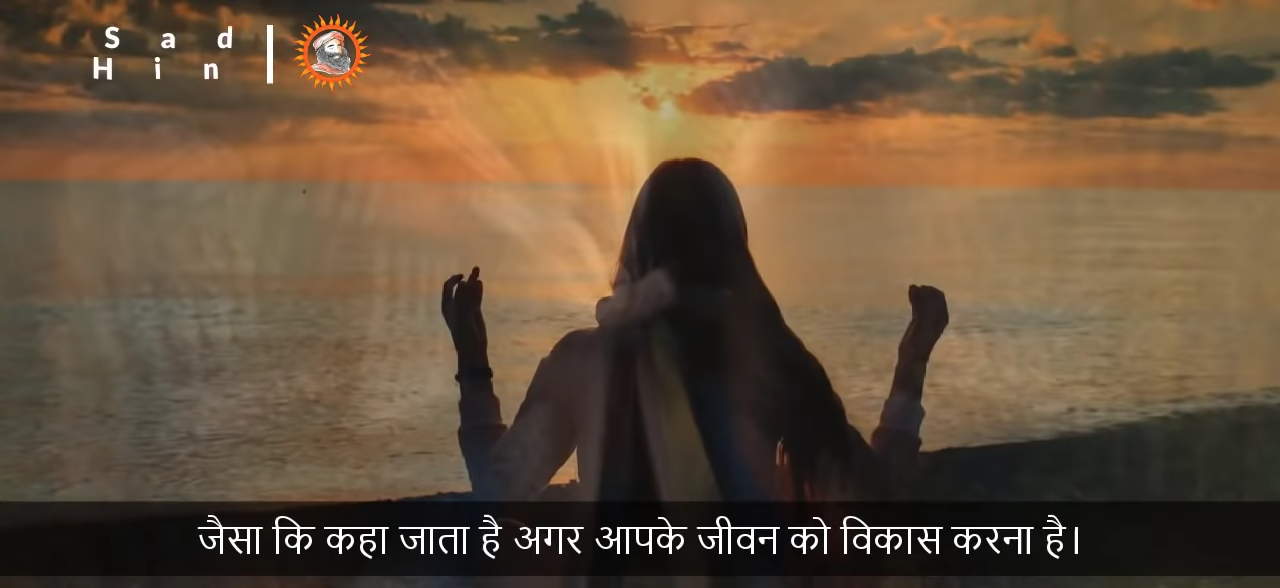 S a d
H i n
जैसा कि कहा जाता है अगर आपके जीवन को विकास करना है।